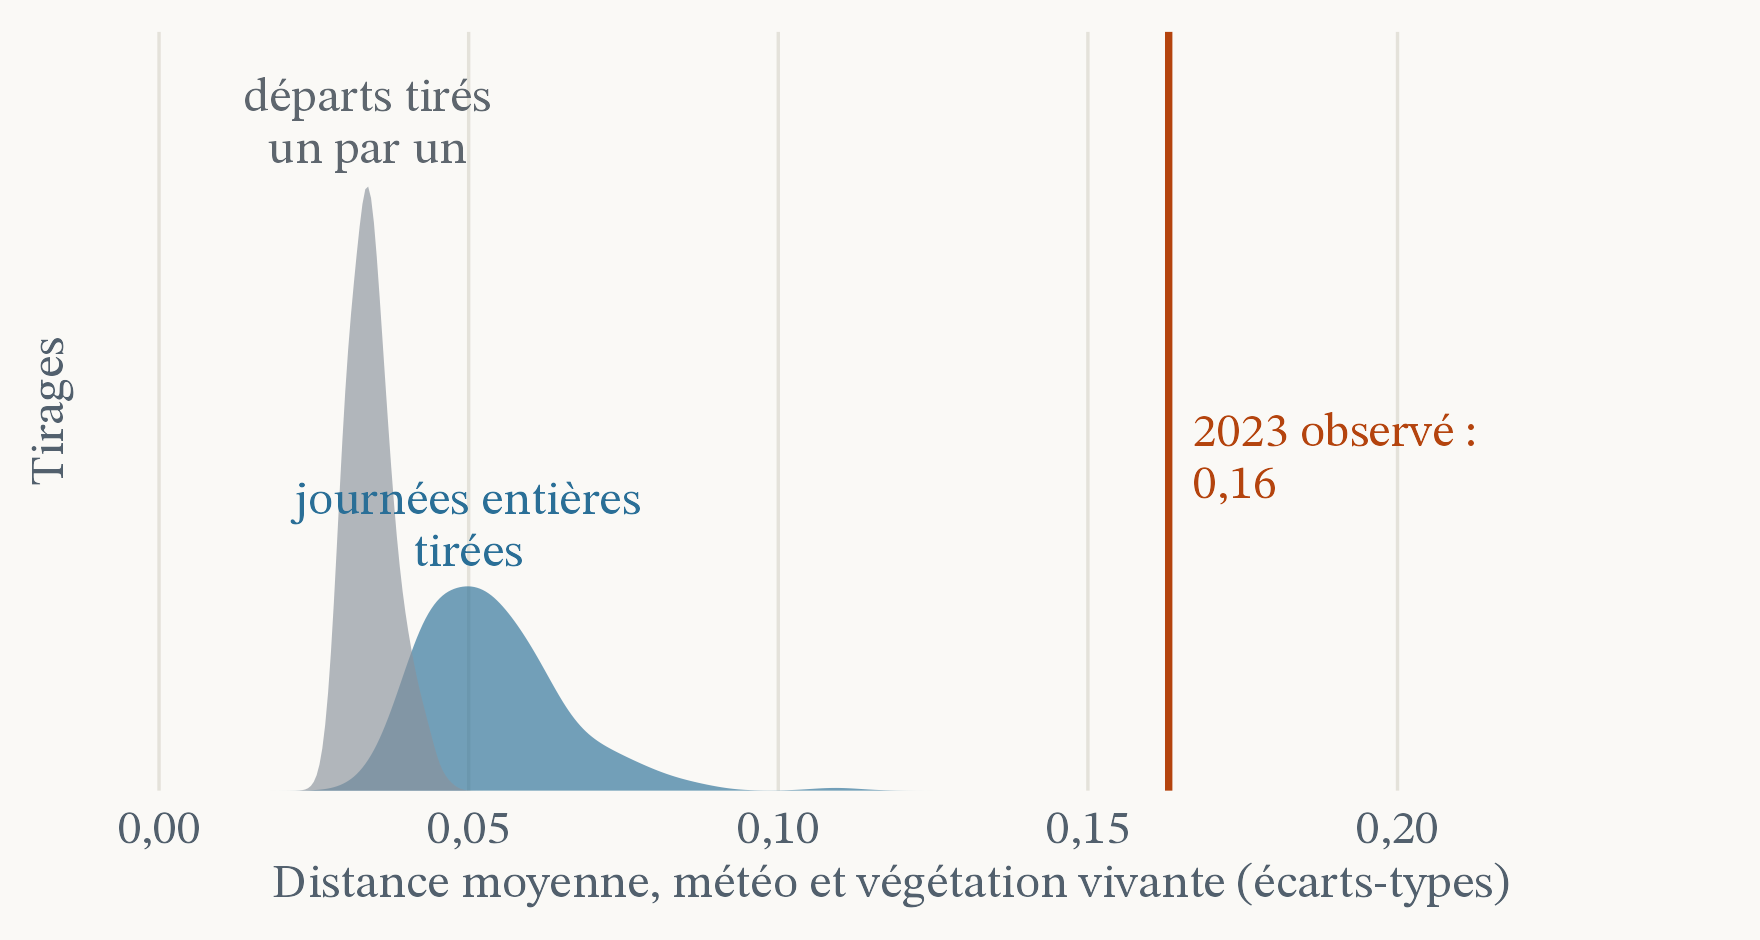 départs tirés
un par un
Tirages
journées entières
tirées
2023 observé :
0,16
0,00 0,05 0,10 0,15 0,20
Distance moyenne, météo et végétation vivante (écarts-types)